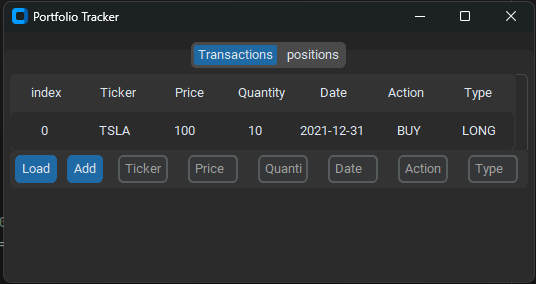 Portfolio Tracker
Transactions positions
index Ticker Price Quantity Date Action Type
0 TSLA 100 10 2021-12-31 BUY LONG
Load Add Ticker Price Quanti Date Action Type